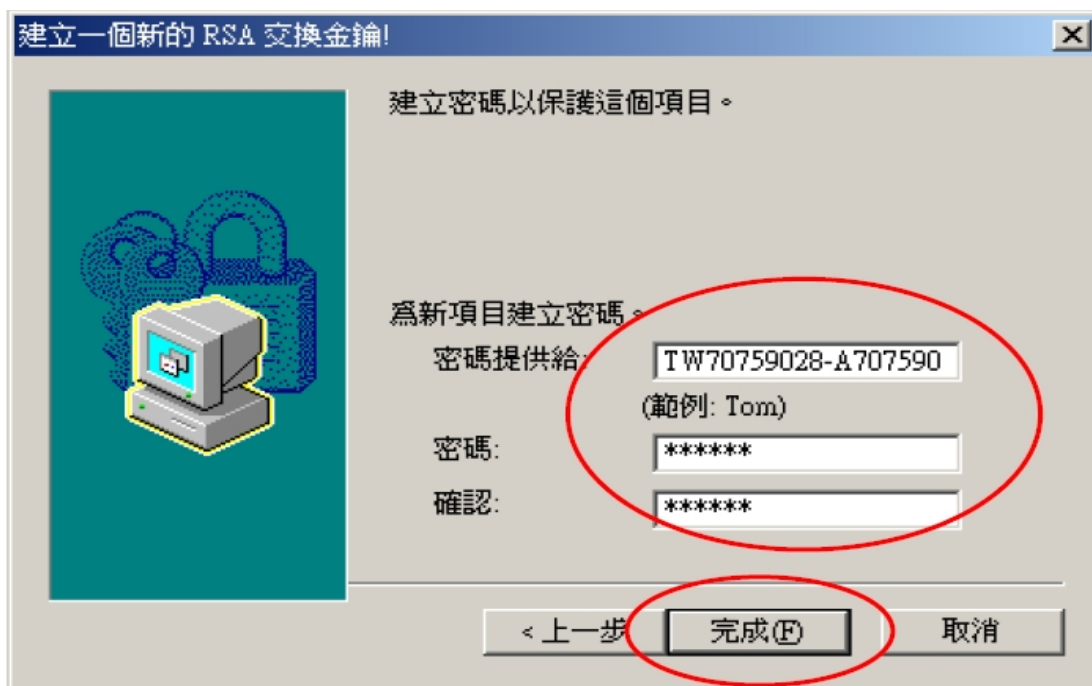 建立一個新的 RSA 交換金鑰!
建立密碼以保護這個項目。
為新項目建立密碼。
密碼提供給:
TW70759028-A707590
(範例: Tom)
密碼:
******
確認:
******
< 上一步
完成(F)
取消